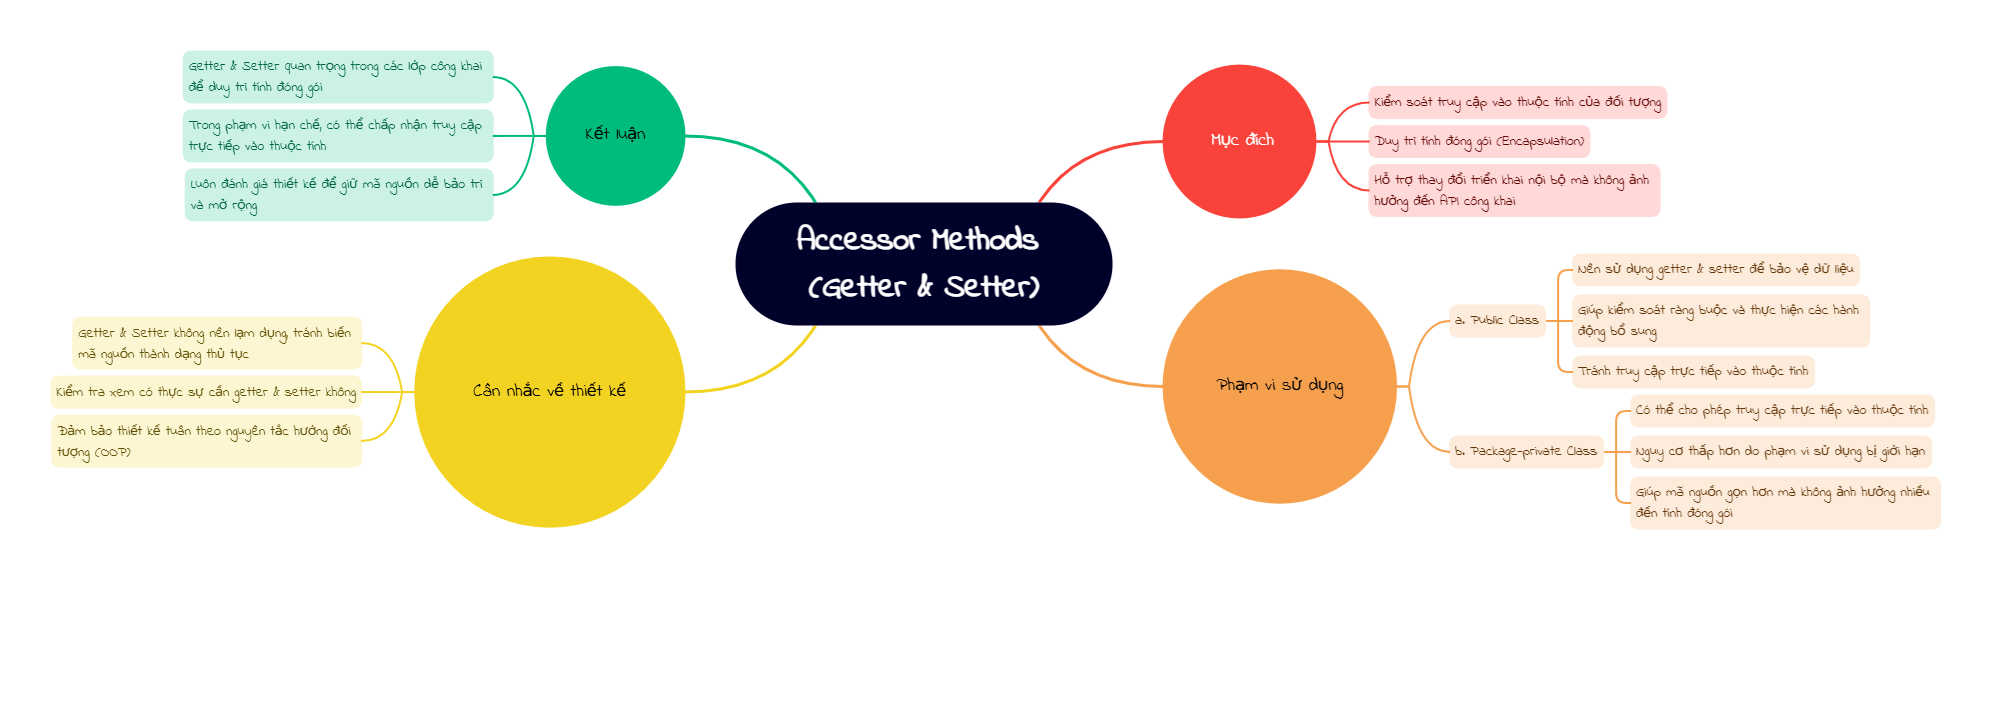 Accessor Methods
(Getter & Setter)
Mục đích
Kiểm soát truy cập vào thuộc tính của đối tượng
Duy trì tính đóng gói (Encapsulation)
Hỗ trợ thay đổi triển khai nội bộ mà không ảnh
hưởng đến API công khai
Phạm vi sử dụng
a. Public Class
Nên sử dụng getter & setter để bảo vệ dữ liệu
Giúp kiểm soát ràng buộc và thực hiện các hành
động bổ sung
Tránh truy cập trực tiếp vào thuộc tính
b. Package-private Class
Có thể cho phép truy cập trực tiếp vào thuộc tính
Nguy cơ thấp hơn do phạm vi sử dụng bị giới hạn
Giúp mã nguồn gọn hơn mà không ảnh hưởng nhiều
đến tính đóng gói
Cân nhắc về thiết kế
Getter & Setter không nên lạm dụng, tránh biến
mã nguồn thành dạng thủ tục
Kiểm tra xem có thực sự cần getter & setter không
Đảm bảo thiết kế tuân theo nguyên tắc hướng đối
tượng (OOP)
Kết luận
Getter & Setter quan trọng trong các lớp công khai
để duy trì tính đóng gói
Trong phạm vi hạn chế, có thể chấp nhận truy cập
trực tiếp vào thuộc tính
Luôn đánh giá thiết kế để giữ mã nguồn dễ bảo trì
và mở rộng